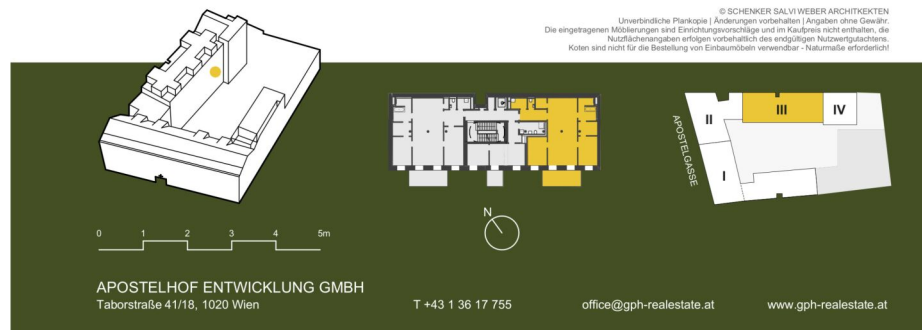 © SCHENKER SALVI WEBER ARCHITKEKTEN
Unverbindliche Plankopie | Änderungen vorbehalten | Angaben ohne Gewähr.
Die eingetragenen Möblierungen sind Einrichtungsvorschläge und im Kaufpreis nicht enthalten, die
Nutzflächenangaben erfolgen vorbehaltlich des endgültigen Nutzwertgutachtens.
Koten sind nicht für die Bestellung von Einbaumöbeln verwendbar - Naturmaße erforderlich!
II
III
IV
I
APOSTELGASSE
N
0 1 2 3 4 5m
APOSTELHOF ENTWICKLUNG GMBH
Taborstraße 41/18, 1020 Wien
T +43 1 36 17 755
office@gph-realestate.at
www.gph-realestate.at